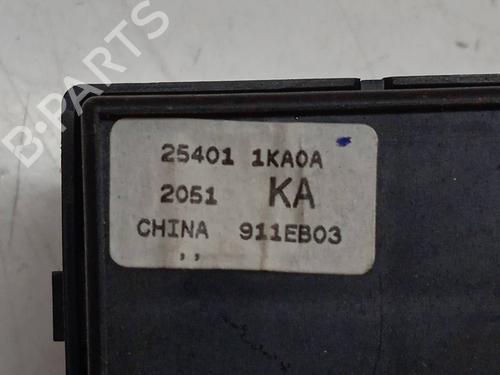 B-PARTS
25401 1KA0A
2051 KA
CHINA 911EB03
,,